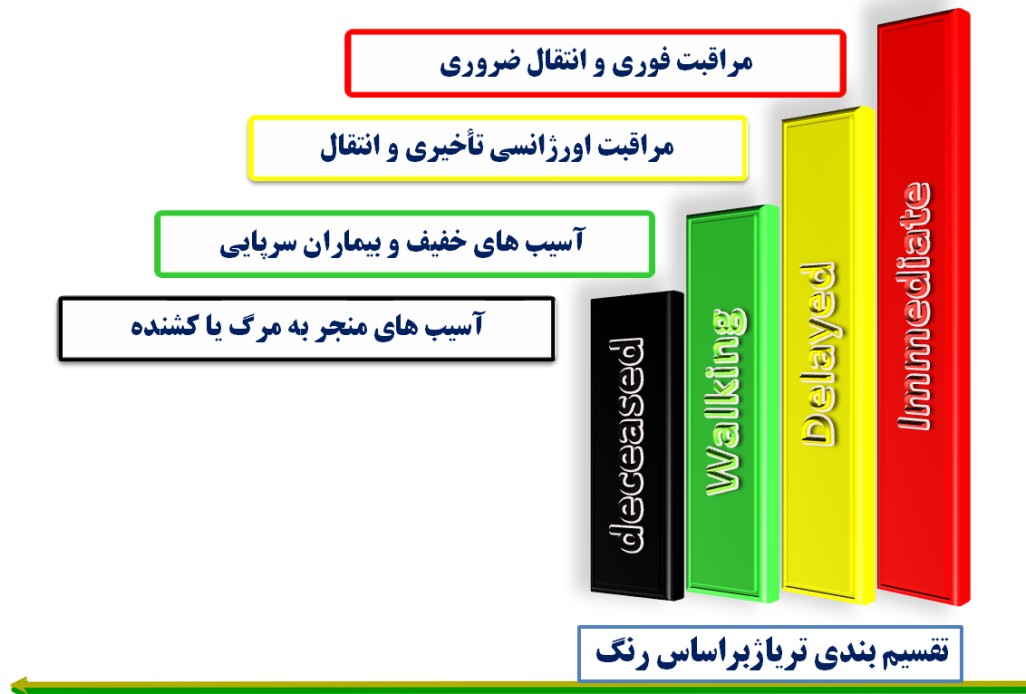 مراقبت فوری و انتقال ضروری
مراقبت اورژانسی تأخیری و انتقال
آسیب های خفیف و بیماران سرپایی
آسیب های منجر به مرگ یا کشنده
Immediate
Delayed
Walking
deceased
تقسیم بندی تریاژبراساس رنگ